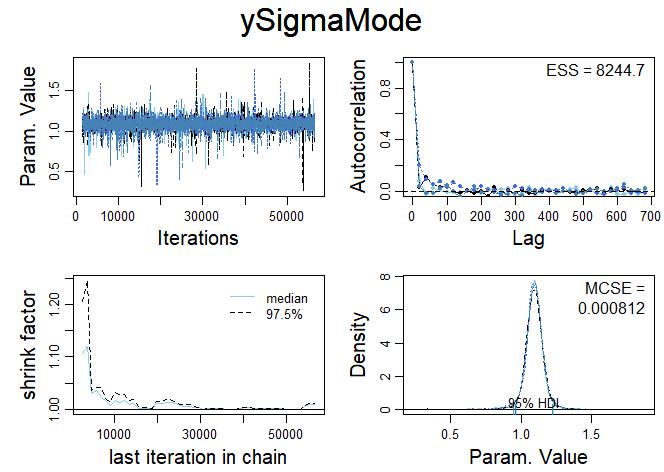 ySigmaMode
Param. Value
0.5 1.0 1.5
0 10000 30000 50000
Iterations
Autocorrelation
0.0 0.4 0.8
ESS = 8244.7
0 100 200 300 400 500 600 700
Lag
shrink factor
1.00 1.10 1.20
median
97.5%
10000 30000 50000
last iteration in chain
Density
0 2 4 6 8
MCSE =
0.000812
95% HDI
0.5 1.0 1.5
Param. Value